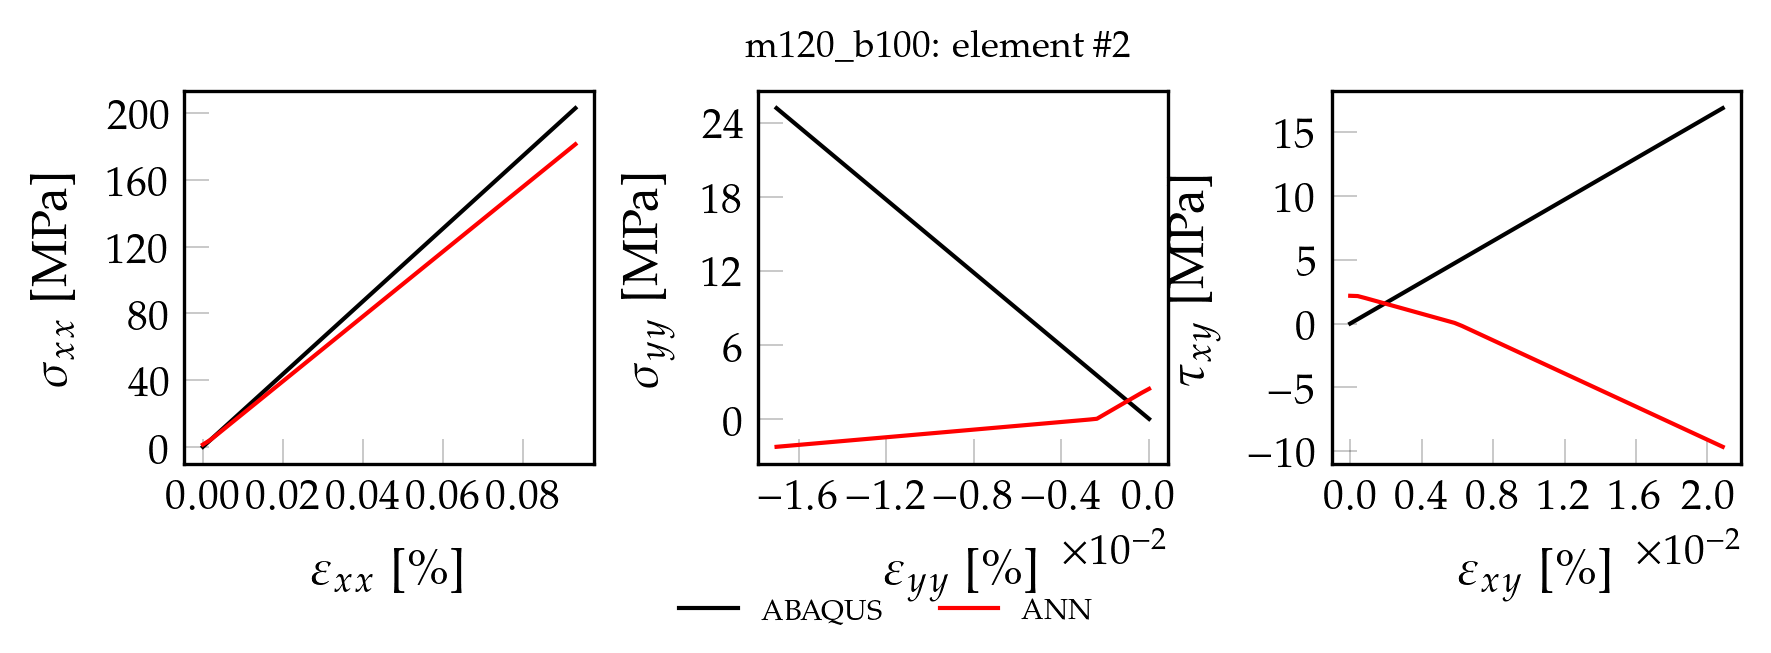 m120_b100: element #2
σxx [MPa]
200
160
120
80
40
0
0.00 0.02 0.04 0.06 0.08
εxx [%]
σyy [MPa]
24
18
12
6
0
−1.6 −1.2 −0.8 −0.4 0.0
×10−2
εyy [%]
τxy [MPa]
15
10
5
0
−5
−10
0.0 0.4 0.8 1.2 1.6 2.0
×10−2
εxy [%]
ABAQUS ANN